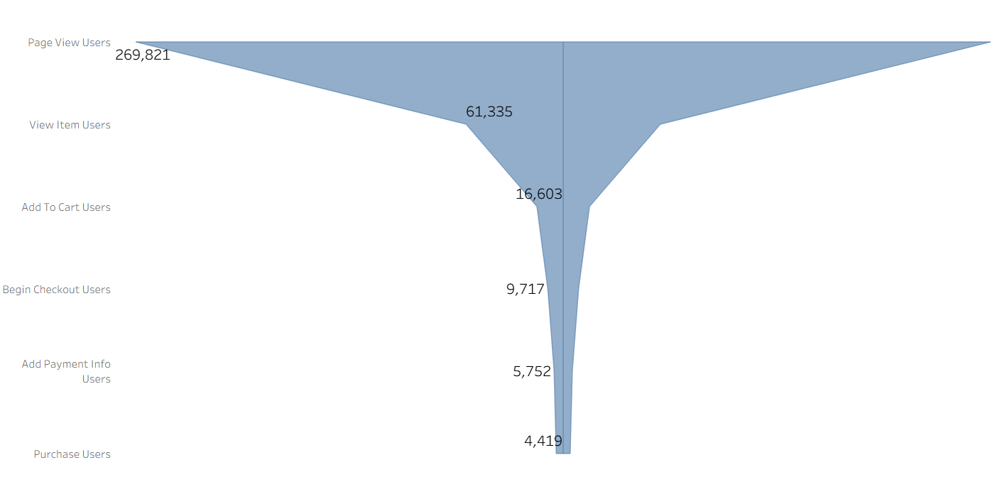 Page View Users
269,821
61,335
View Item Users
16,603
Add To Cart Users
Begin Checkout Users
9,717
Add Payment Info
Users
5,752
4,419
Purchase Users